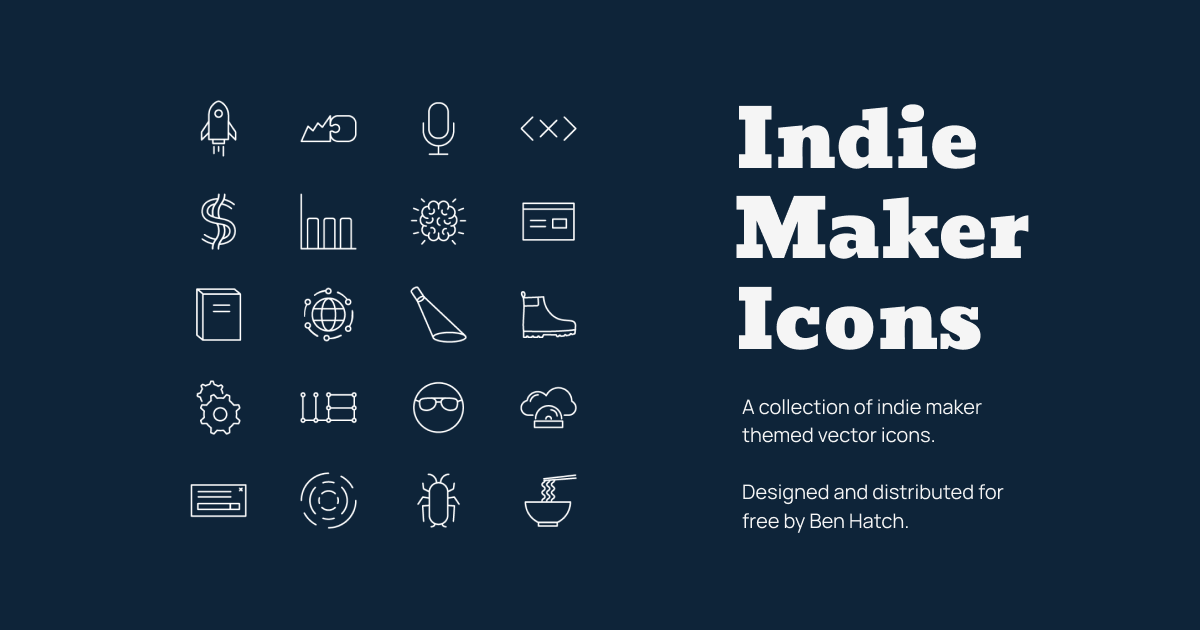 Indie
Maker
Icons
A collection of indie maker
themed vector icons.
Designed and distributed for
free by Ben Hatch.